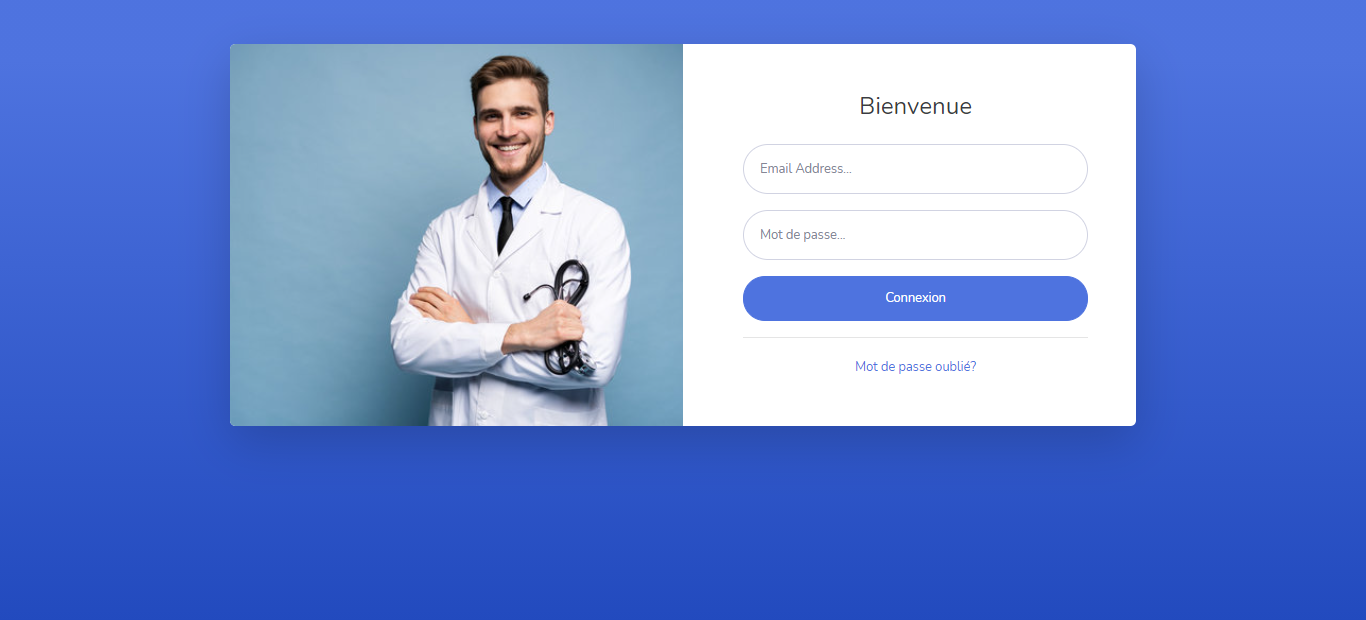 Bienvenue
Email Address...
Mot de passe...
Connexion
Mot de passe oublié?